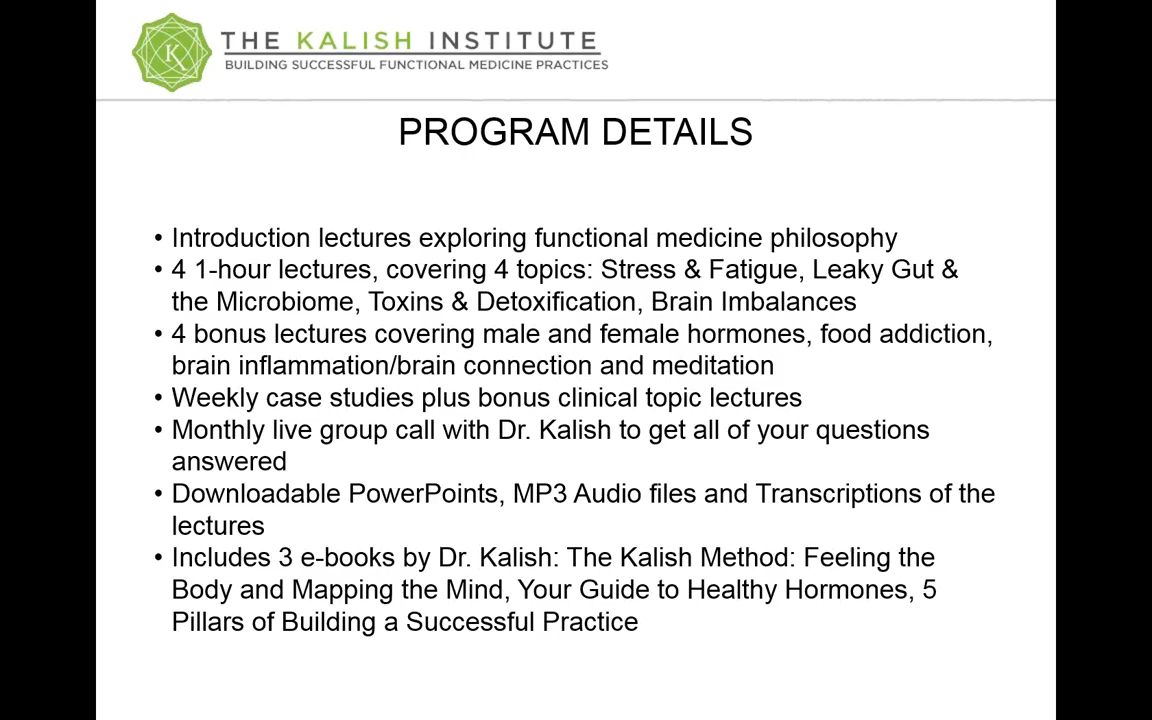 K
THE KALISH INSTITUTE
BUILDING SUCCESSFUL FUNCTIONAL MEDICINE PRACTICES
PROGRAM DETAILS
• Introduction lectures exploring functional medicine philosophy
• 4 1-hour lectures, covering 4 topics: Stress & Fatigue, Leaky Gut &
the Microbiome, Toxins & Detoxification, Brain Imbalances
• 4 bonus lectures covering male and female hormones, food addiction,
brain inflammation/brain connection and meditation
• Weekly case studies plus bonus clinical topic lectures
• Monthly live group call with Dr. Kalish to get all of your questions
answered
• Downloadable PowerPoints, MP3 Audio files and Transcriptions of the
lectures
• Includes 3 e-books by Dr. Kalish: The Kalish Method: Feeling the
Body and Mapping the Mind, Your Guide to Healthy Hormones, 5
Pillars of Building a Successful Practice